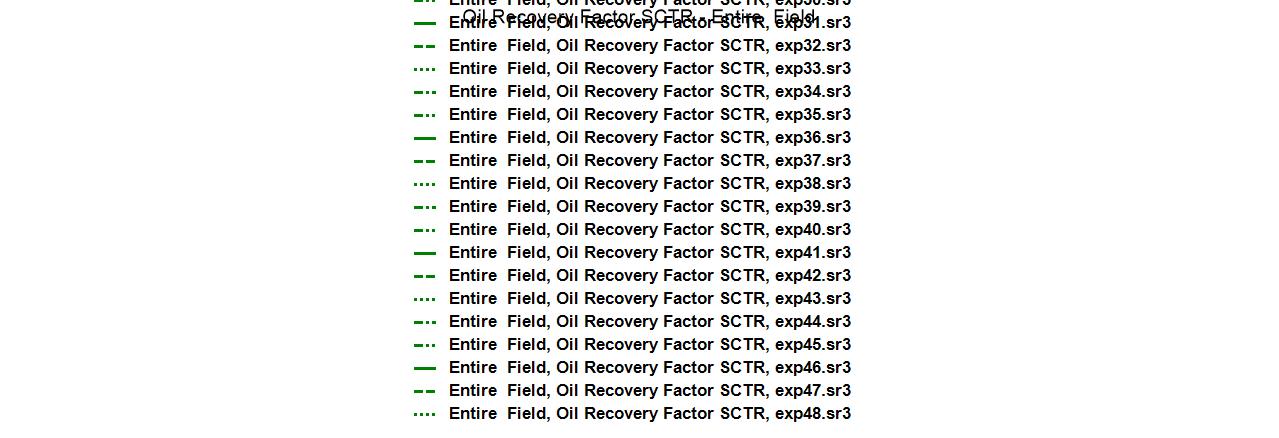 Entire Field, Oil Recovery Factor SCTR, exp30.sr3
Oil Recovery Factor SCTR - Entire Field
Entire Field, Oil Recovery Factor SCTR, exp31.sr3
Entire Field, Oil Recovery Factor SCTR, exp32.sr3
Entire Field, Oil Recovery Factor SCTR, exp33.sr3
Entire Field, Oil Recovery Factor SCTR, exp34.sr3
Entire Field, Oil Recovery Factor SCTR, exp35.sr3
Entire Field, Oil Recovery Factor SCTR, exp36.sr3
Entire Field, Oil Recovery Factor SCTR, exp37.sr3
Entire Field, Oil Recovery Factor SCTR, exp38.sr3
Entire Field, Oil Recovery Factor SCTR, exp39.sr3
Entire Field, Oil Recovery Factor SCTR, exp40.sr3
Entire Field, Oil Recovery Factor SCTR, exp41.sr3
Entire Field, Oil Recovery Factor SCTR, exp42.sr3
Entire Field, Oil Recovery Factor SCTR, exp43.sr3
Entire Field, Oil Recovery Factor SCTR, exp44.sr3
Entire Field, Oil Recovery Factor SCTR, exp45.sr3
Entire Field, Oil Recovery Factor SCTR, exp46.sr3
Entire Field, Oil Recovery Factor SCTR, exp47.sr3
Entire Field, Oil Recovery Factor SCTR, exp48.sr3